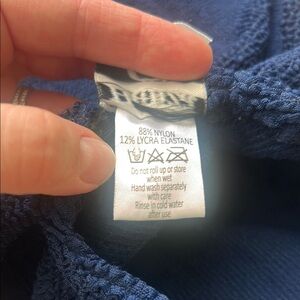 88% NYLON
12% LYCRA ELASTANE
Do not roll up or store
when wet
Hand wash separately
with care
Rinse in cold water
after use